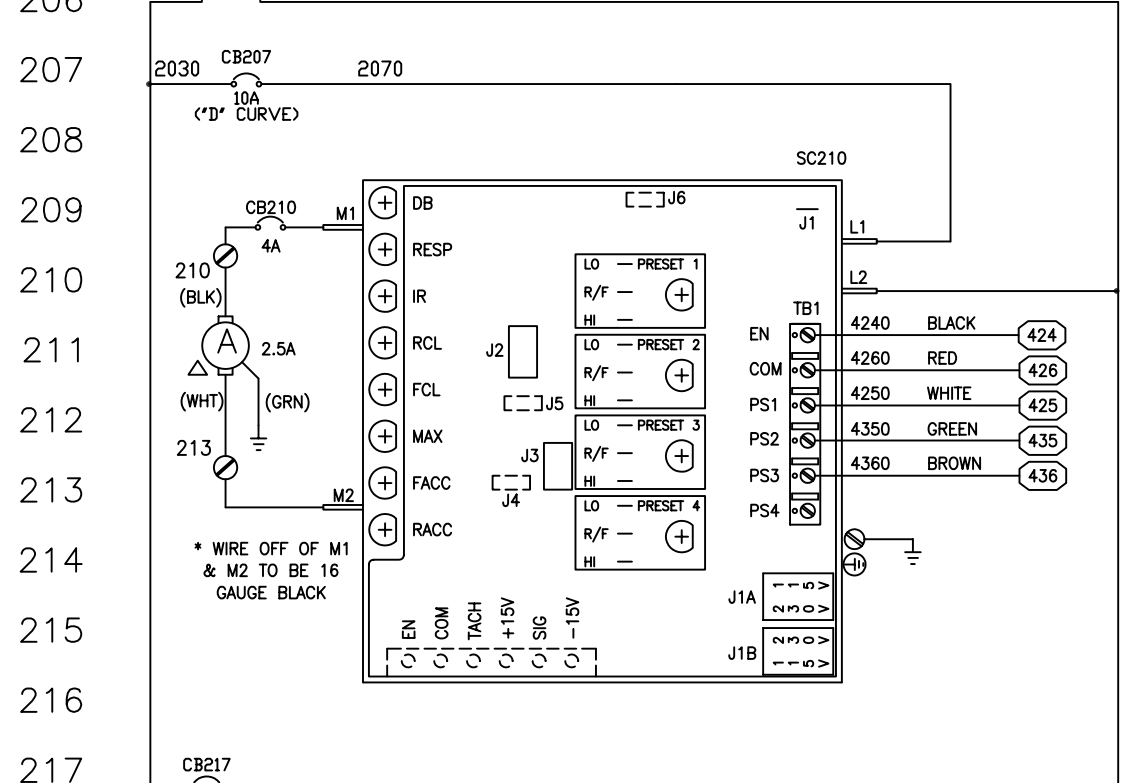 206
207
CB207
2030
2070
10A
("D" CURVE)
208
SC210
209
CB210
M1
4A
DB
J6
J1
L1
RESP
210
210
(BLK)
IR
LO — PRESET 1
R/F —
HI —
L2
TB1
211
A
2.5A
RCL
J2
LO — PRESET 2
R/F —
HI —
EN
4240 BLACK
424
COM
4260 RED
426
(WHT)
(GRN)
FCL
J5
PS1
4250 WHITE
425
212
213
MAX
LO — PRESET 3
R/F —
HI —
J3
PS2
4350 GREEN
435
PS3
4360 BROWN
436
213
M2
FACC
J4
LO — PRESET 4
R/F —
HI —
PS4
RACC
214
* WIRE OFF OF M1
& M2 TO BE 16
GAUGE BLACK
J1A
115V
230V
215
EN
COM
TACH
+15V
SIG
-15V
J1B
230V
115V
216
217
CB217